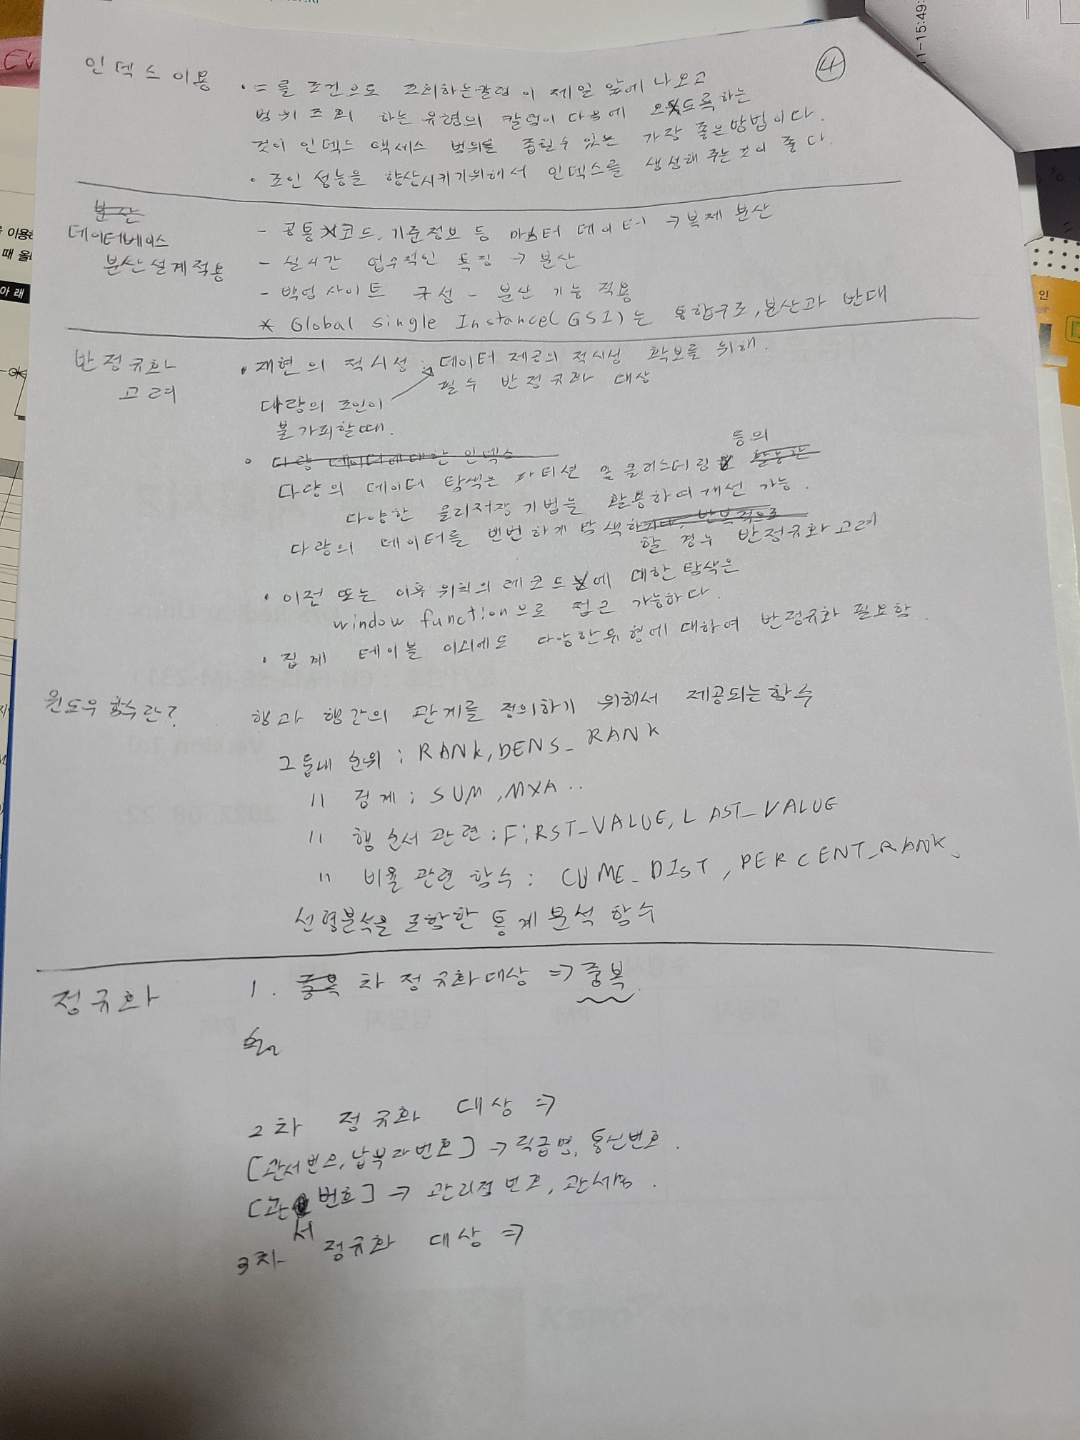 ④
인덱스 이용
· = 를 조건으로 조회하는 칼럼이 제일 앞에 나오고
범위 조회 하는 유형의 칼럼이 다음에 오도록 하는
것이 인덱스 액세스 범위를 좁힐 수 있는 가장 좋은 방법이다.
· 조인 성능을 향상시키기위해서 인덱스를 생성해 주는 것이 좋다.
분산
데이터베이스
분산설계적용
- 공통 코드, 기준정보 등 마스터 데이터 → 복제 분산
- 실시간 업무적인 특징 → 분산
- 백업 사이트 구성 - 분산 기능 적용
* Global single Instance(GSI)는 통합구조, 분산과 반대
반정규화
고려
· 재현의 적시성 : 데이터 제공의 적시성 확보를 위해.
필수 반정규화 대상
다량의 조인이
불가피할때.
· 다량 데이터에대한 인덱스
등의
다량의 데이터 탐색은 파티션 및 클러스터링 활용하는
다양한 물리저장 기법을 활용하여 개선 가능.
다량의 데이터를 빈번하게 탐색하거나, 반복적으로
할 경우 반정규화 고려
· 이전 또는 이후 위치의 레코드에 대한 탐색은
window function으로 접근 가능하다.
· 집계 테이블 이외에도 다양한유형에 대하여 반정규화 필요함.
윈도우 함수란?
행과 행간의 관계를 정의하기 위해서 제공되는 함수
그룹내 순위 : RANK, DENS_ RANK
〃 집계 : SUM, MXA ..
〃 행 순서 관련 : FiRST_VALUE, LAST_VALUE
〃 비율 관련 함수 : CUME_DIST, PERCENT_RANK.
선형분석을 포함한 통계 분석 함수
정규화
1. 중복 차 정규화대상 ⇒ 중복
2차 정규화 대상 ⇒
[관서번호, 납부자번호] → 직급명, 통신번호.
[관서 번호] → 관리점번호, 관서명.
3차 정규화 대상 ⇒